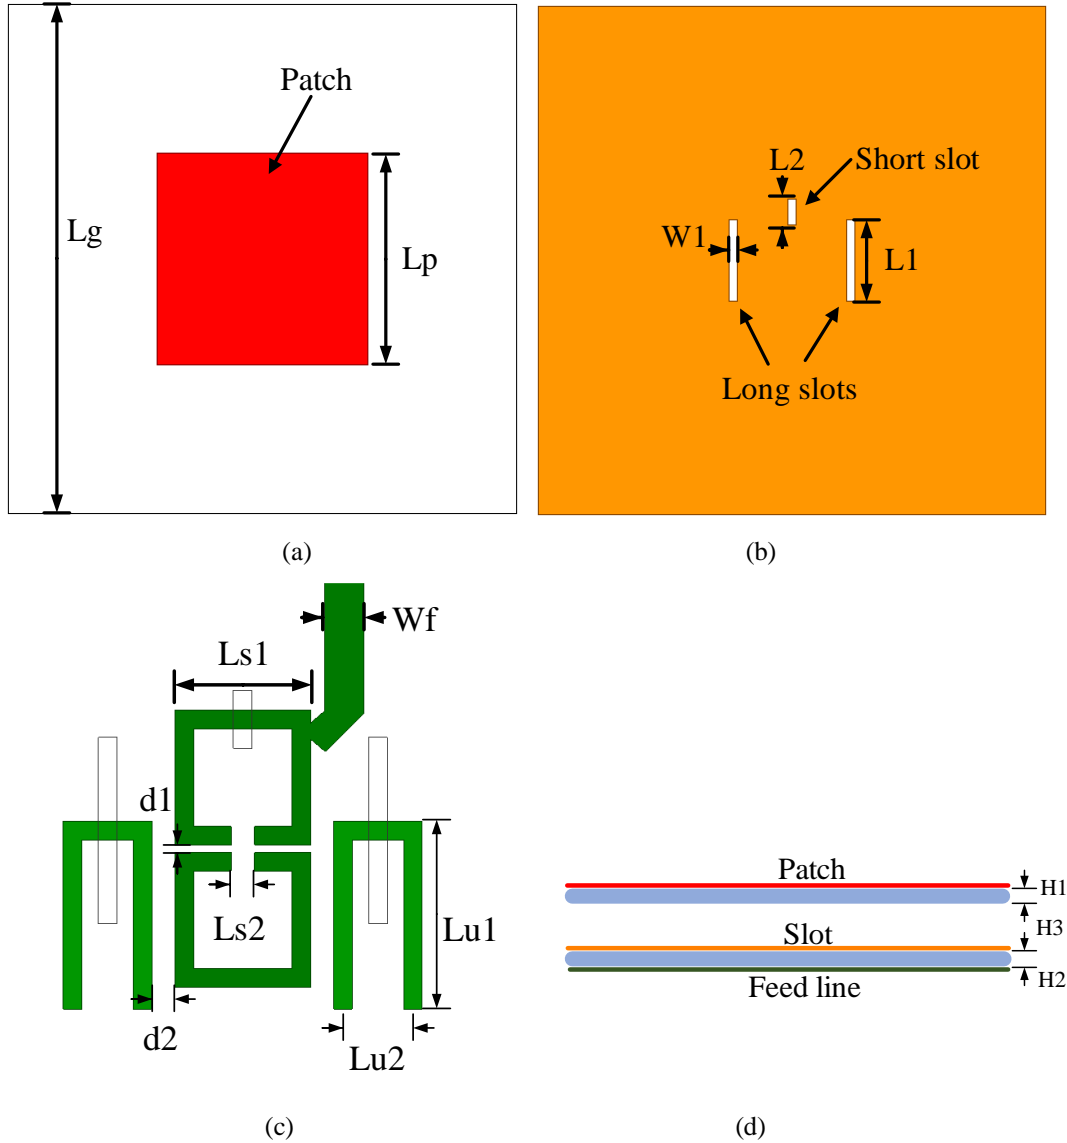 Patch
Lg
Lp
(a)
L2
Short slot
W1
L1
Long slots
(b)
Wf
Ls1
d1
Ls2
Lu1
d2
Lu2
(c)
Patch
H1
H3
Slot
H2
Feed line
(d)